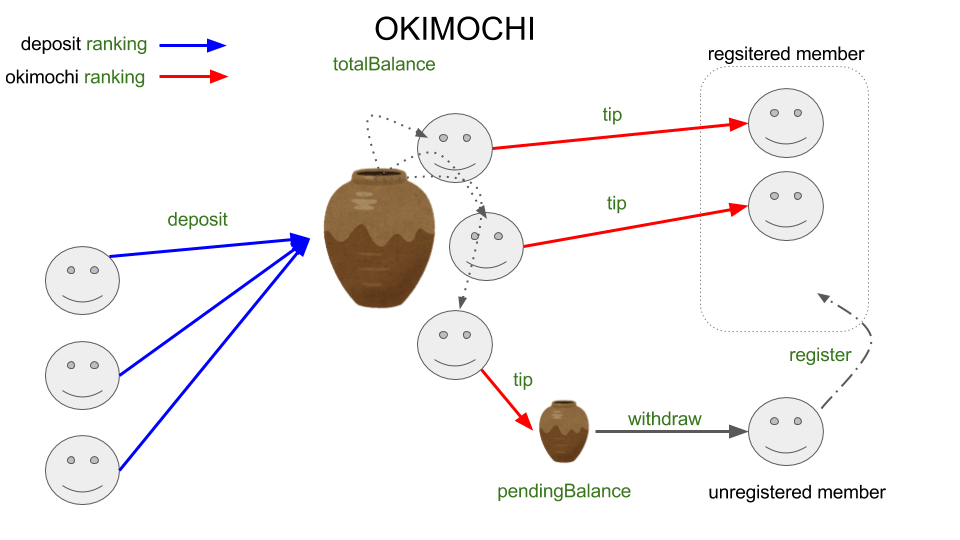 OKIMOCHI
deposit ranking
okimochi ranking
totalBalance
regsitered member
tip
deposit
tip
register
tip
withdraw
pendingBalance
unregistered member